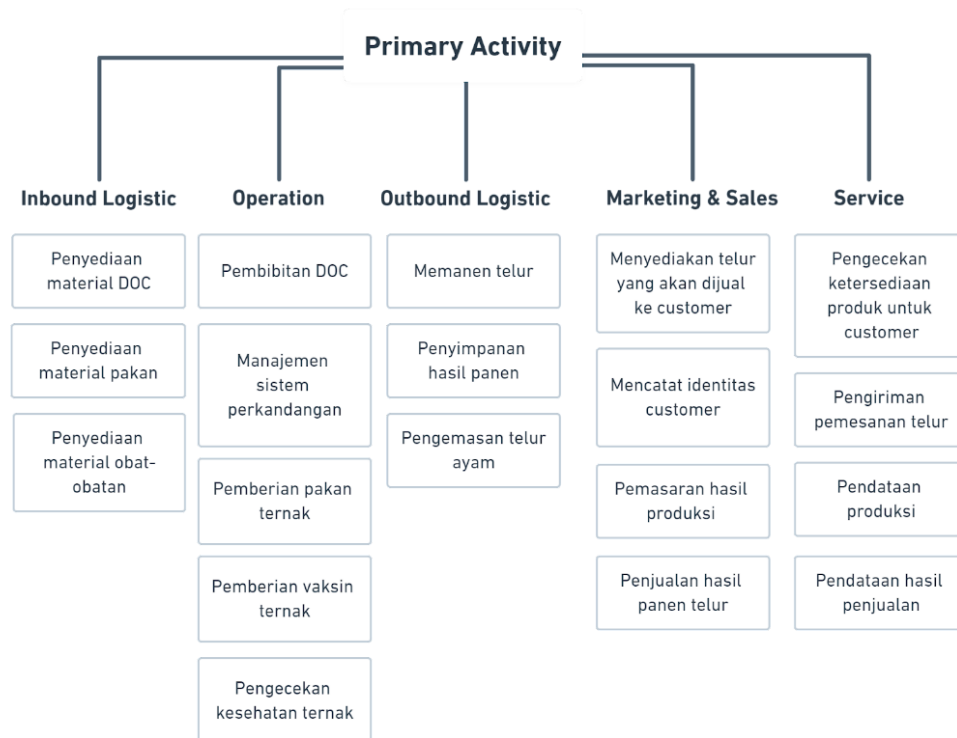 Primary Activity
Inbound Logistic
Penyediaan
material DOC
Penyediaan
material pakan
Penyediaan
material obat-
obatan
Operation
Pembibitan DOC
Manajemen
sistem
perkandangan
Pemberian pakan
ternak
Pemberian vaksin
ternak
Pengecekan
kesehatan ternak
Outbound Logistic
Memanen telur
Penyimpanan
hasil panen
Pengemasan telur
ayam
Marketing & Sales
Menyediakan telur
yang akan dijual
ke customer
Mencatat identitas
customer
Pemasaran hasil
produksi
Penjualan hasil
panen telur
Service
Pengecekan
ketersediaan
produk untuk
customer
Pengiriman
pemesanan telur
Pendataan
produksi
Pendataan hasil
penjualan